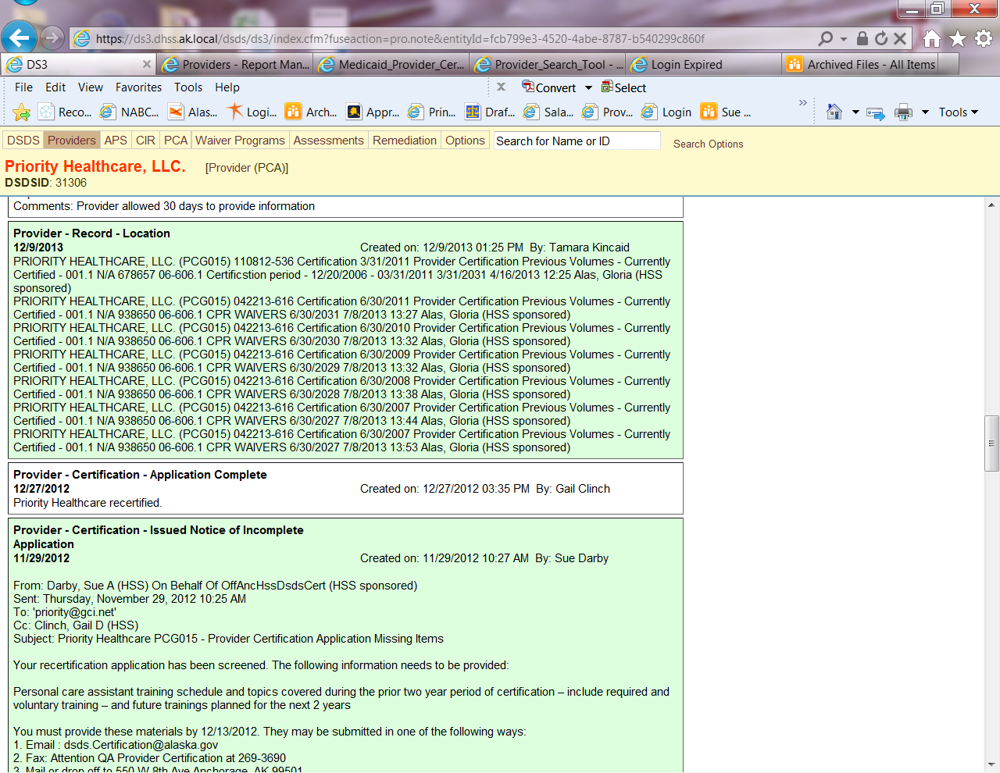 https://ds3.dhss.ak.local/dsds/ds3/index.cfm?fuseaction=pro.note&entityId=fcb799e3-4520-4abe-8787-b540299c860f
DS3 Providers - Report Man... Medicaid_Provider_Cer... Provider_Search_Tool - ... Login Expired Archived Files - All Items
File Edit View Favorites Tools Help x Convert Select
Reco... NABC... Alas... Logi... Arch... Appr... Prin... Draf... Sala... Prov... Login Sue ... » Tools
DSDS Providers APS CIR PCA Waiver Programs Assessments Remediation Options Search for Name or ID Search Options
Priority Healthcare, LLC. [Provider (PCA)]
DSDSID: 31306
Comments: Provider allowed 30 days to provide information
Provider - Record - Location
12/9/2013 Created on: 12/9/2013 01:25 PM By: Tamara Kincaid
PRIORITY HEALTHCARE, LLC. (PCG015) 110812-536 Certification 3/31/2011 Provider Certification Previous Volumes - Currently
Certified - 001.1 N/A 678657 06-606.1 Certificstion period - 12/20/2006 - 03/31/2011 3/31/2031 4/16/2013 12:25 Alas, Gloria (HSS
sponsored)
PRIORITY HEALTHCARE, LLC. (PCG015) 042213-616 Certification 6/30/2011 Provider Certification Previous Volumes - Currently
Certified - 001.1 N/A 938650 06-606.1 CPR WAIVERS 6/30/2031 7/8/2013 13:27 Alas, Gloria (HSS sponsored)
PRIORITY HEALTHCARE, LLC. (PCG015) 042213-616 Certification 6/30/2010 Provider Certification Previous Volumes - Currently
Certified - 001.1 N/A 938650 06-606.1 CPR WAIVERS 6/30/2030 7/8/2013 13:32 Alas, Gloria (HSS sponsored)
PRIORITY HEALTHCARE, LLC. (PCG015) 042213-616 Certification 6/30/2009 Provider Certification Previous Volumes - Currently
Certified - 001.1 N/A 938650 06-606.1 CPR WAIVERS 6/30/2029 7/8/2013 13:32 Alas, Gloria (HSS sponsored)
PRIORITY HEALTHCARE, LLC. (PCG015) 042213-616 Certification 6/30/2008 Provider Certification Previous Volumes - Currently
Certified - 001.1 N/A 938650 06-606.1 CPR WAIVERS 6/30/2028 7/8/2013 13:38 Alas, Gloria (HSS sponsored)
PRIORITY HEALTHCARE, LLC. (PCG015) 042213-616 Certification 6/30/2007 Provider Certification Previous Volumes - Currently
Certified - 001.1 N/A 938650 06-606.1 CPR WAIVERS 6/30/2027 7/8/2013 13:44 Alas, Gloria (HSS sponsored)
PRIORITY HEALTHCARE, LLC. (PCG015) 042213-616 Certification 6/30/2007 Provider Certification Previous Volumes - Currently
Certified - 001.1 N/A 938650 06-606.1 CPR WAIVERS 6/30/2027 7/8/2013 13:53 Alas, Gloria (HSS sponsored)
Provider - Certification - Application Complete
12/27/2012 Created on: 12/27/2012 03:35 PM By: Gail Clinch
Priority Healthcare recertified.
Provider - Certification - Issued Notice of Incomplete
Application
11/29/2012 Created on: 11/29/2012 10:27 AM By: Sue Darby
From: Darby, Sue A (HSS) On Behalf Of OffAncHssDsdsCert (HSS sponsored)
Sent: Thursday, November 29, 2012 10:25 AM
To: 'priority@gci.net'
Cc: Clinch, Gail D (HSS)
Subject: Priority Healthcare PCG015 - Provider Certification Application Missing Items
Your recertification application has been screened. The following information needs to be provided:
Personal care assistant training schedule and topics covered during the prior two year period of certification – include required and
voluntary training – and future trainings planned for the next 2 years
You must provide these materials by 12/13/2012. They may be submitted in one of the following ways:
1. Email : dsds.Certification@alaska.gov
2. Fax: Attention QA Provider Certification at 269-3690
3. Mail or drop off to 550 W 8th Ave Anchorage, AK 99501